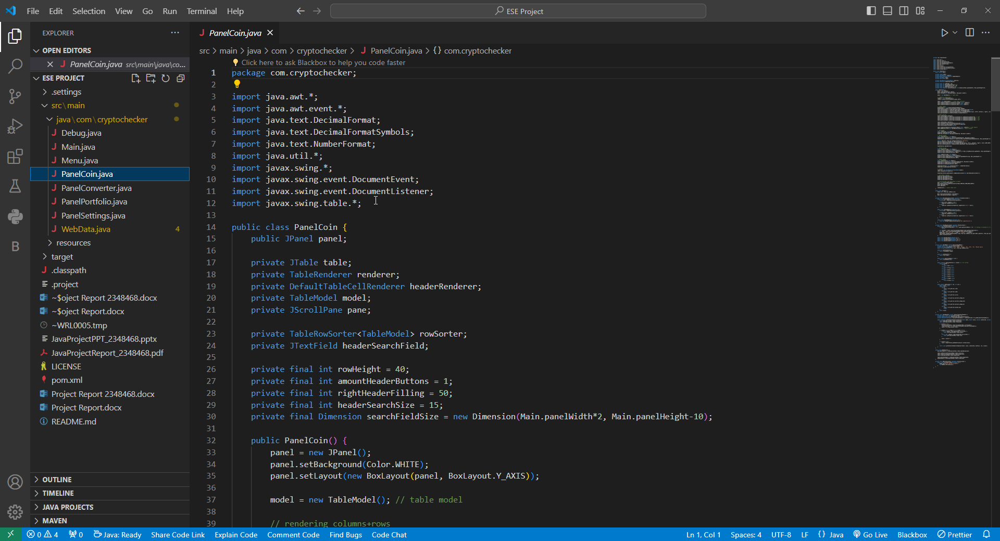 File Edit Selection View Go Run Terminal Help
ESE Project
EXPLORER
OPEN EDITORS
PanelCoin.java src\main\java\co...
ESE PROJECT
.settings
src\main
java\com\cryptochecker
Debug.java
Main.java
Menu.java
PanelCoin.java
PanelConverter.java
PanelPortfolio.java
PanelSettings.java
WebData.java 4
resources
target
.classpath
.project
~$oject Report 2348468.docx
~$oject Report.docx
~WRL0005.tmp
JavaProjectPPT_2348468.pptx
JavaProjectReport_2348468.pdf
LICENSE
pom.xml
Project Report 2348468.docx
Project Report.docx
README.md
OUTLINE
TIMELINE
JAVA PROJECTS
MAVEN
PanelCoin.java
src > main > java > com > cryptochecker > PanelCoin.java > {} com.cryptochecker
Click here to ask Blackbox to help you code faster
1 package com.cryptochecker;
2
3 import java.awt.*;
4 import java.awt.event.*;
5 import java.text.DecimalFormat;
6 import java.text.DecimalFormatSymbols;
7 import java.text.NumberFormat;
8 import java.util.*;
9 import javax.swing.*;
10 import javax.swing.event.DocumentEvent;
11 import javax.swing.event.DocumentListener;
12 import javax.swing.table.*;
13
14 public class PanelCoin {
15 public JPanel panel;
16
17 private JTable table;
18 private TableRenderer renderer;
19 private DefaultTableCellRenderer headerRenderer;
20 private TableModel model;
21 private JScrollPane pane;
22
23 private TableRowSorter<TableModel> rowSorter;
24 private JTextField headerSearchField;
25
26 private final int rowHeight = 40;
27 private final int amountHeaderButtons = 1;
28 private final int rightHeaderFilling = 50;
29 private final int headerSearchSize = 15;
30 private final Dimension searchFieldSize = new Dimension(Main.panelWidth*2, Main.panelHeight-10);
31
32 public PanelCoin() {
33 panel = new JPanel();
34 panel.setBackground(Color.WHITE);
35 panel.setLayout(new BoxLayout(panel, BoxLayout.Y_AXIS));
36
37 model = new TableModel(); // table model
38
39 // rendering columns+rows
0 4 0 Java: Ready Share Code Link Explain Code Comment Code Find Bugs Code Chat
Ln 1, Col 1 Spaces: 4 UTF-8 LF {} Java Go Live Blackbox Prettier